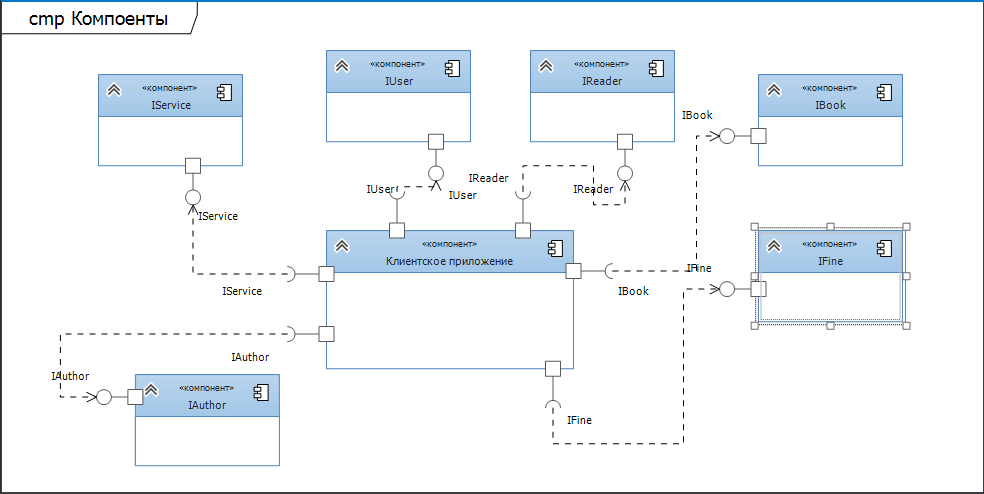 cmp Компоенты
«компонент»
IService
«компонент»
IUser
«компонент»
IReader
«компонент»
IBook
IBook
IUser
IUser
IReader
IReader
IService
«компонент»
Клиентское приложение
«компонент»
IFine
IFine
IService
IBook
IAuthor
IAuthor
«компонент»
IAuthor
IFine